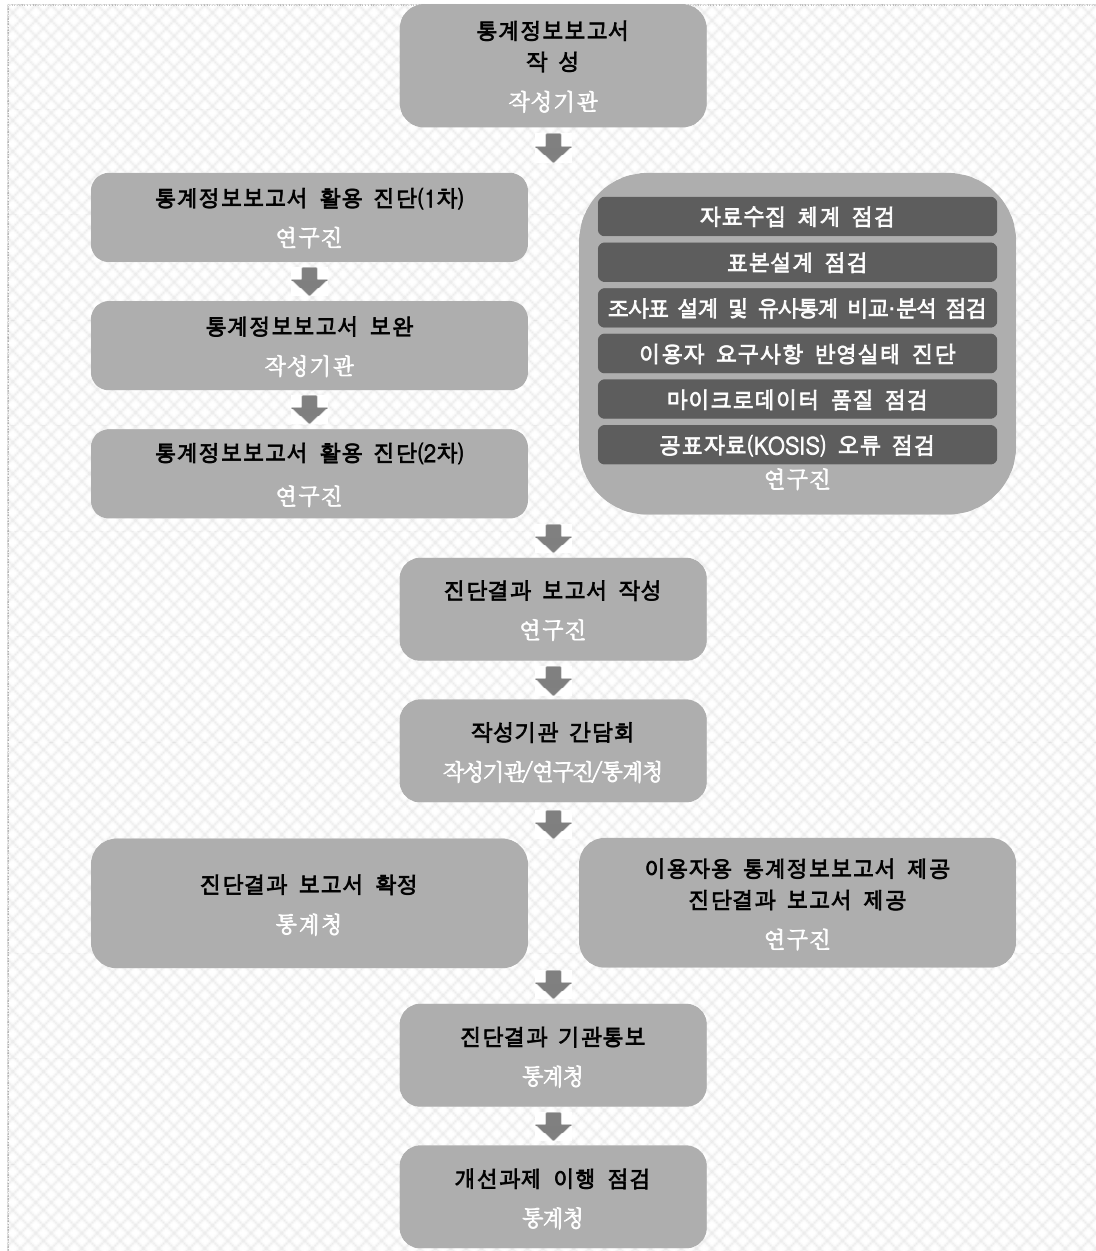 통계정보보고서
작 성
작성기관
통계정보보고서 활용 진단(1차)
연구진
통계정보보고서 보완
작성기관
통계정보보고서 활용 진단(2차)
연구진
자료수집 체계 점검
표본설계 점검
조사표 설계 및 유사통계 비교·분석 점검
이용자 요구사항 반영실태 진단
마이크로데이터 품질 점검
공표자료(KOSIS) 오류 점검
연구진
진단결과 보고서 작성
연구진
작성기관 간담회
작성기관/연구진/통계청
진단결과 보고서 확정
통계청
이용자용 통계정보보고서 제공
진단결과 보고서 제공
연구진
진단결과 기관통보
통계청
개선과제 이행 점검
통계청